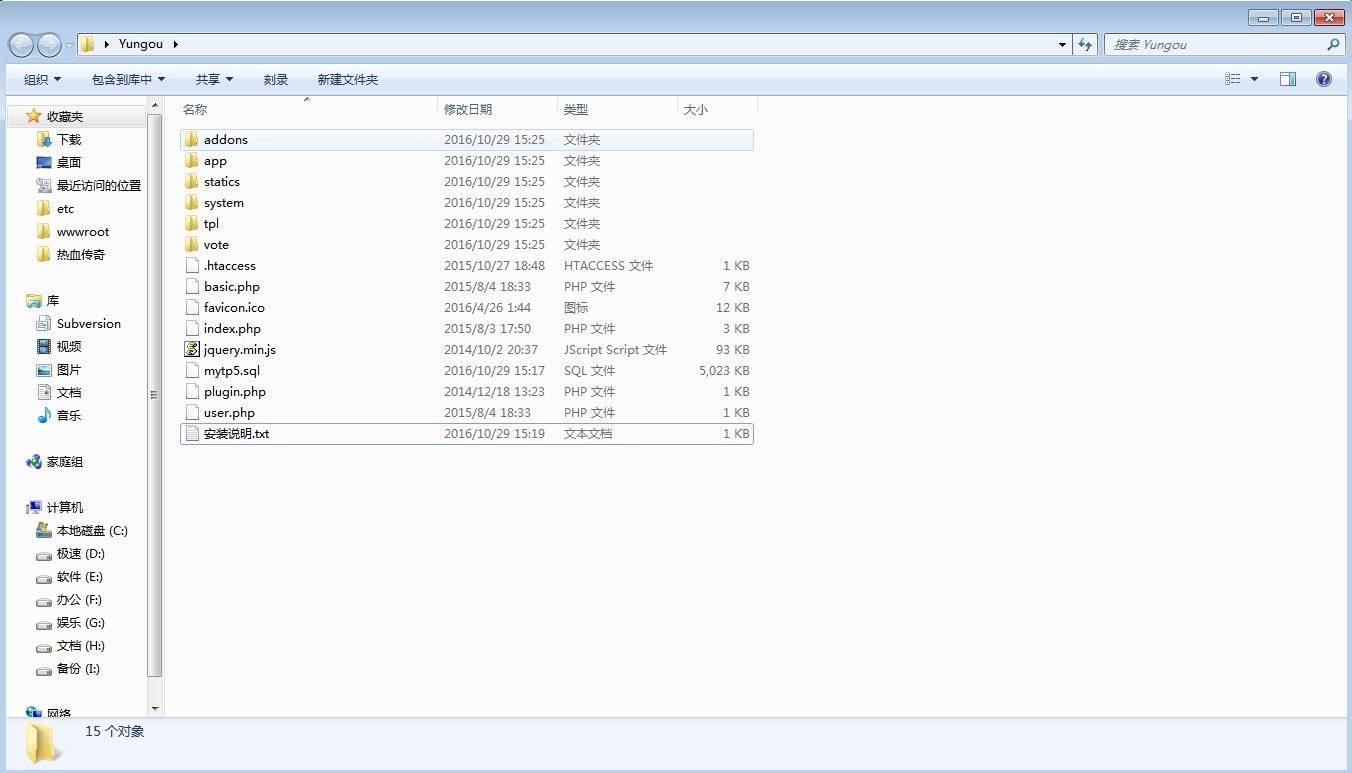 Yungou
搜索 Yungou
组织 包含到库中 共享 刻录 新建文件夹
收藏夹
下载
桌面
最近访问的位置
etc
wwwroot
热血传奇
库
Subversion
视频
图片
文档
音乐
家庭组
计算机
本地磁盘 (C:)
极速 (D:)
软件 (E:)
办公 (F:)
娱乐 (G:)
文档 (H:)
备份 (I:)
网络
名称 修改日期 类型 大小
addons 2016/10/29 15:25 文件夹
app 2016/10/29 15:25 文件夹
statics 2016/10/29 15:25 文件夹
system 2016/10/29 15:25 文件夹
tpl 2016/10/29 15:25 文件夹
vote 2016/10/29 15:25 文件夹
.htaccess 2015/10/27 18:48 HTACCESS 文件 1 KB
basic.php 2015/8/4 18:33 PHP 文件 7 KB
favicon.ico 2016/4/26 1:44 图标 12 KB
index.php 2015/8/3 17:50 PHP 文件 3 KB
jquery.min.js 2014/10/2 20:37 JScript Script 文件 93 KB
mytp5.sql 2016/10/29 15:17 SQL 文件 5,023 KB
plugin.php 2014/12/18 13:23 PHP 文件 1 KB
user.php 2015/8/4 18:33 PHP 文件 1 KB
安装说明.txt 2016/10/29 15:19 文本文档 1 KB
15 个对象